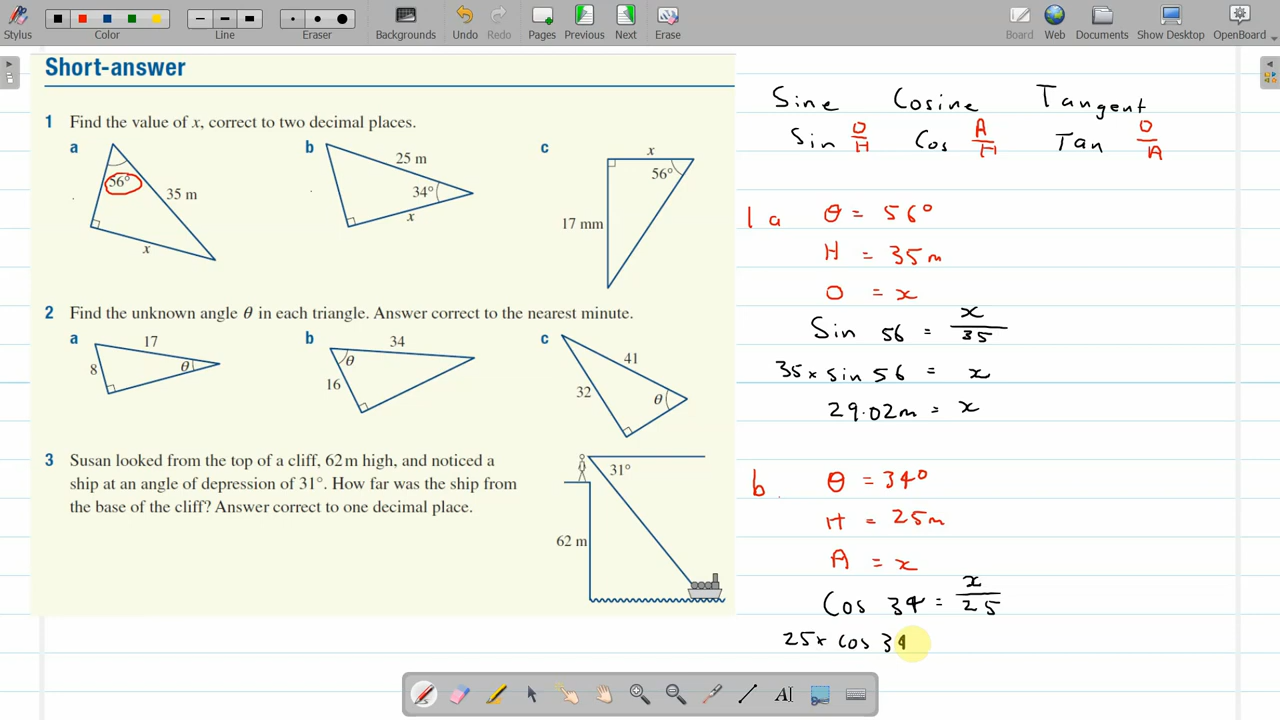 Stylus Color Line Eraser Backgrounds Undo Redo Pages Previous Next Erase Board Web Documents Show Desktop OpenBoard
Short-answer
1 Find the value of x, correct to two decimal places.
a 56° 35 m x
b 25 m 34° x
c x 56° 17 mm
2 Find the unknown angle θ in each triangle. Answer correct to the nearest minute.
a 17 8 θ
b 34 θ 16
c 41 32 θ
3 Susan looked from the top of a cliff, 62 m high, and noticed a
ship at an angle of depression of 31°. How far was the ship from
the base of the cliff? Answer correct to one decimal place.
31°
62 m
Sine Cosine Tangent
Sin O/H Cos A/H Tan O/A
1 a θ = 56°
H = 35m
O = x
Sin 56 = x/35
35 × sin 56 = x
29.02m = x
b θ = 34°
H = 25m
A = x
Cos 34 = x/25
25 × cos 34